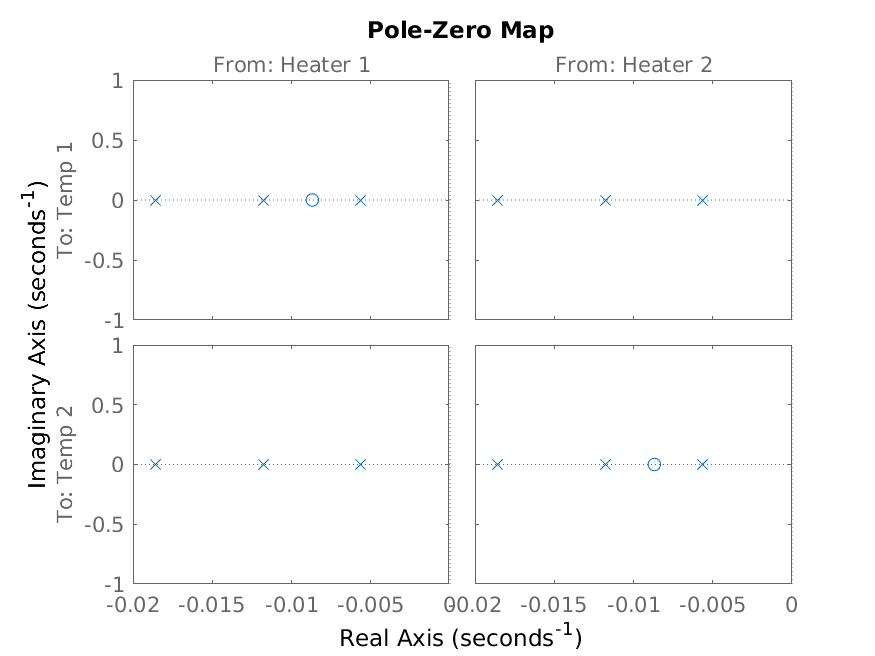 Pole-Zero Map
From: Heater 1
From: Heater 2
To: Temp 1
1
0.5
0
-0.5
-1
To: Temp 2
1
0.5
0
-0.5
-1
Imaginary Axis (seconds-1)
-0.02 -0.015 -0.01 -0.005 0
-0.02 -0.015 -0.01 -0.005 0
Real Axis (seconds-1)